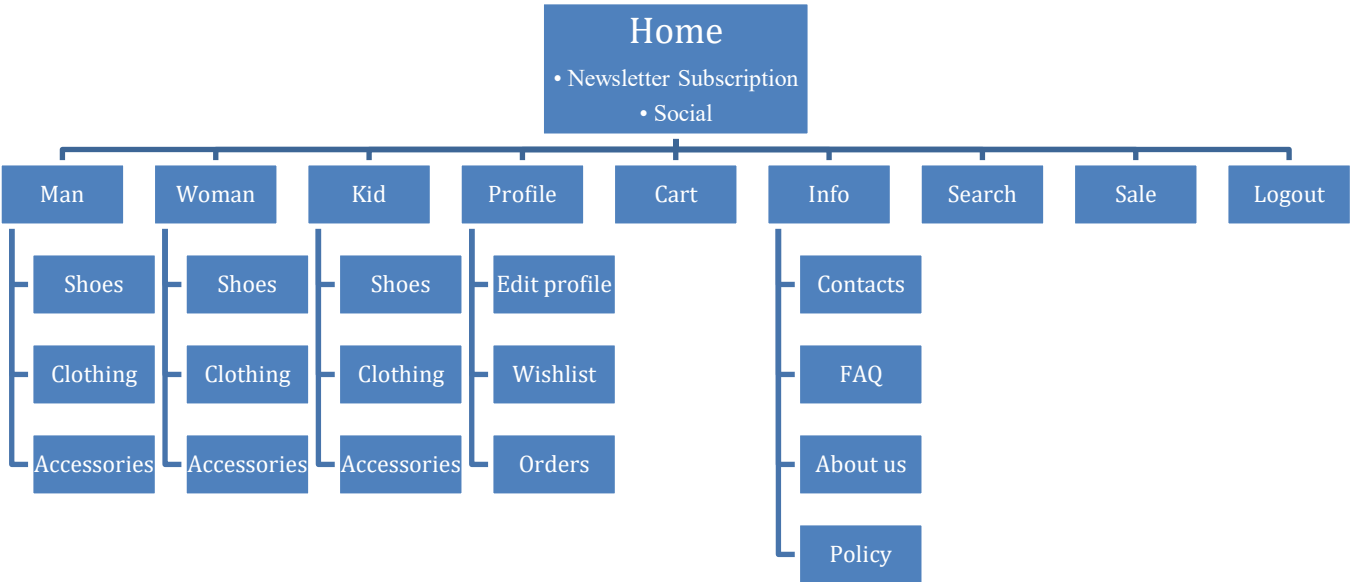 Home
• Newsletter Subscription
• Social
Man
Woman
Kid
Profile
Cart
Info
Search
Sale
Logout
Shoes
Shoes
Shoes
Edit profile
Contacts
Clothing
Clothing
Clothing
Wishlist
FAQ
Accessories
Accessories
Accessories
Orders
About us
Policy